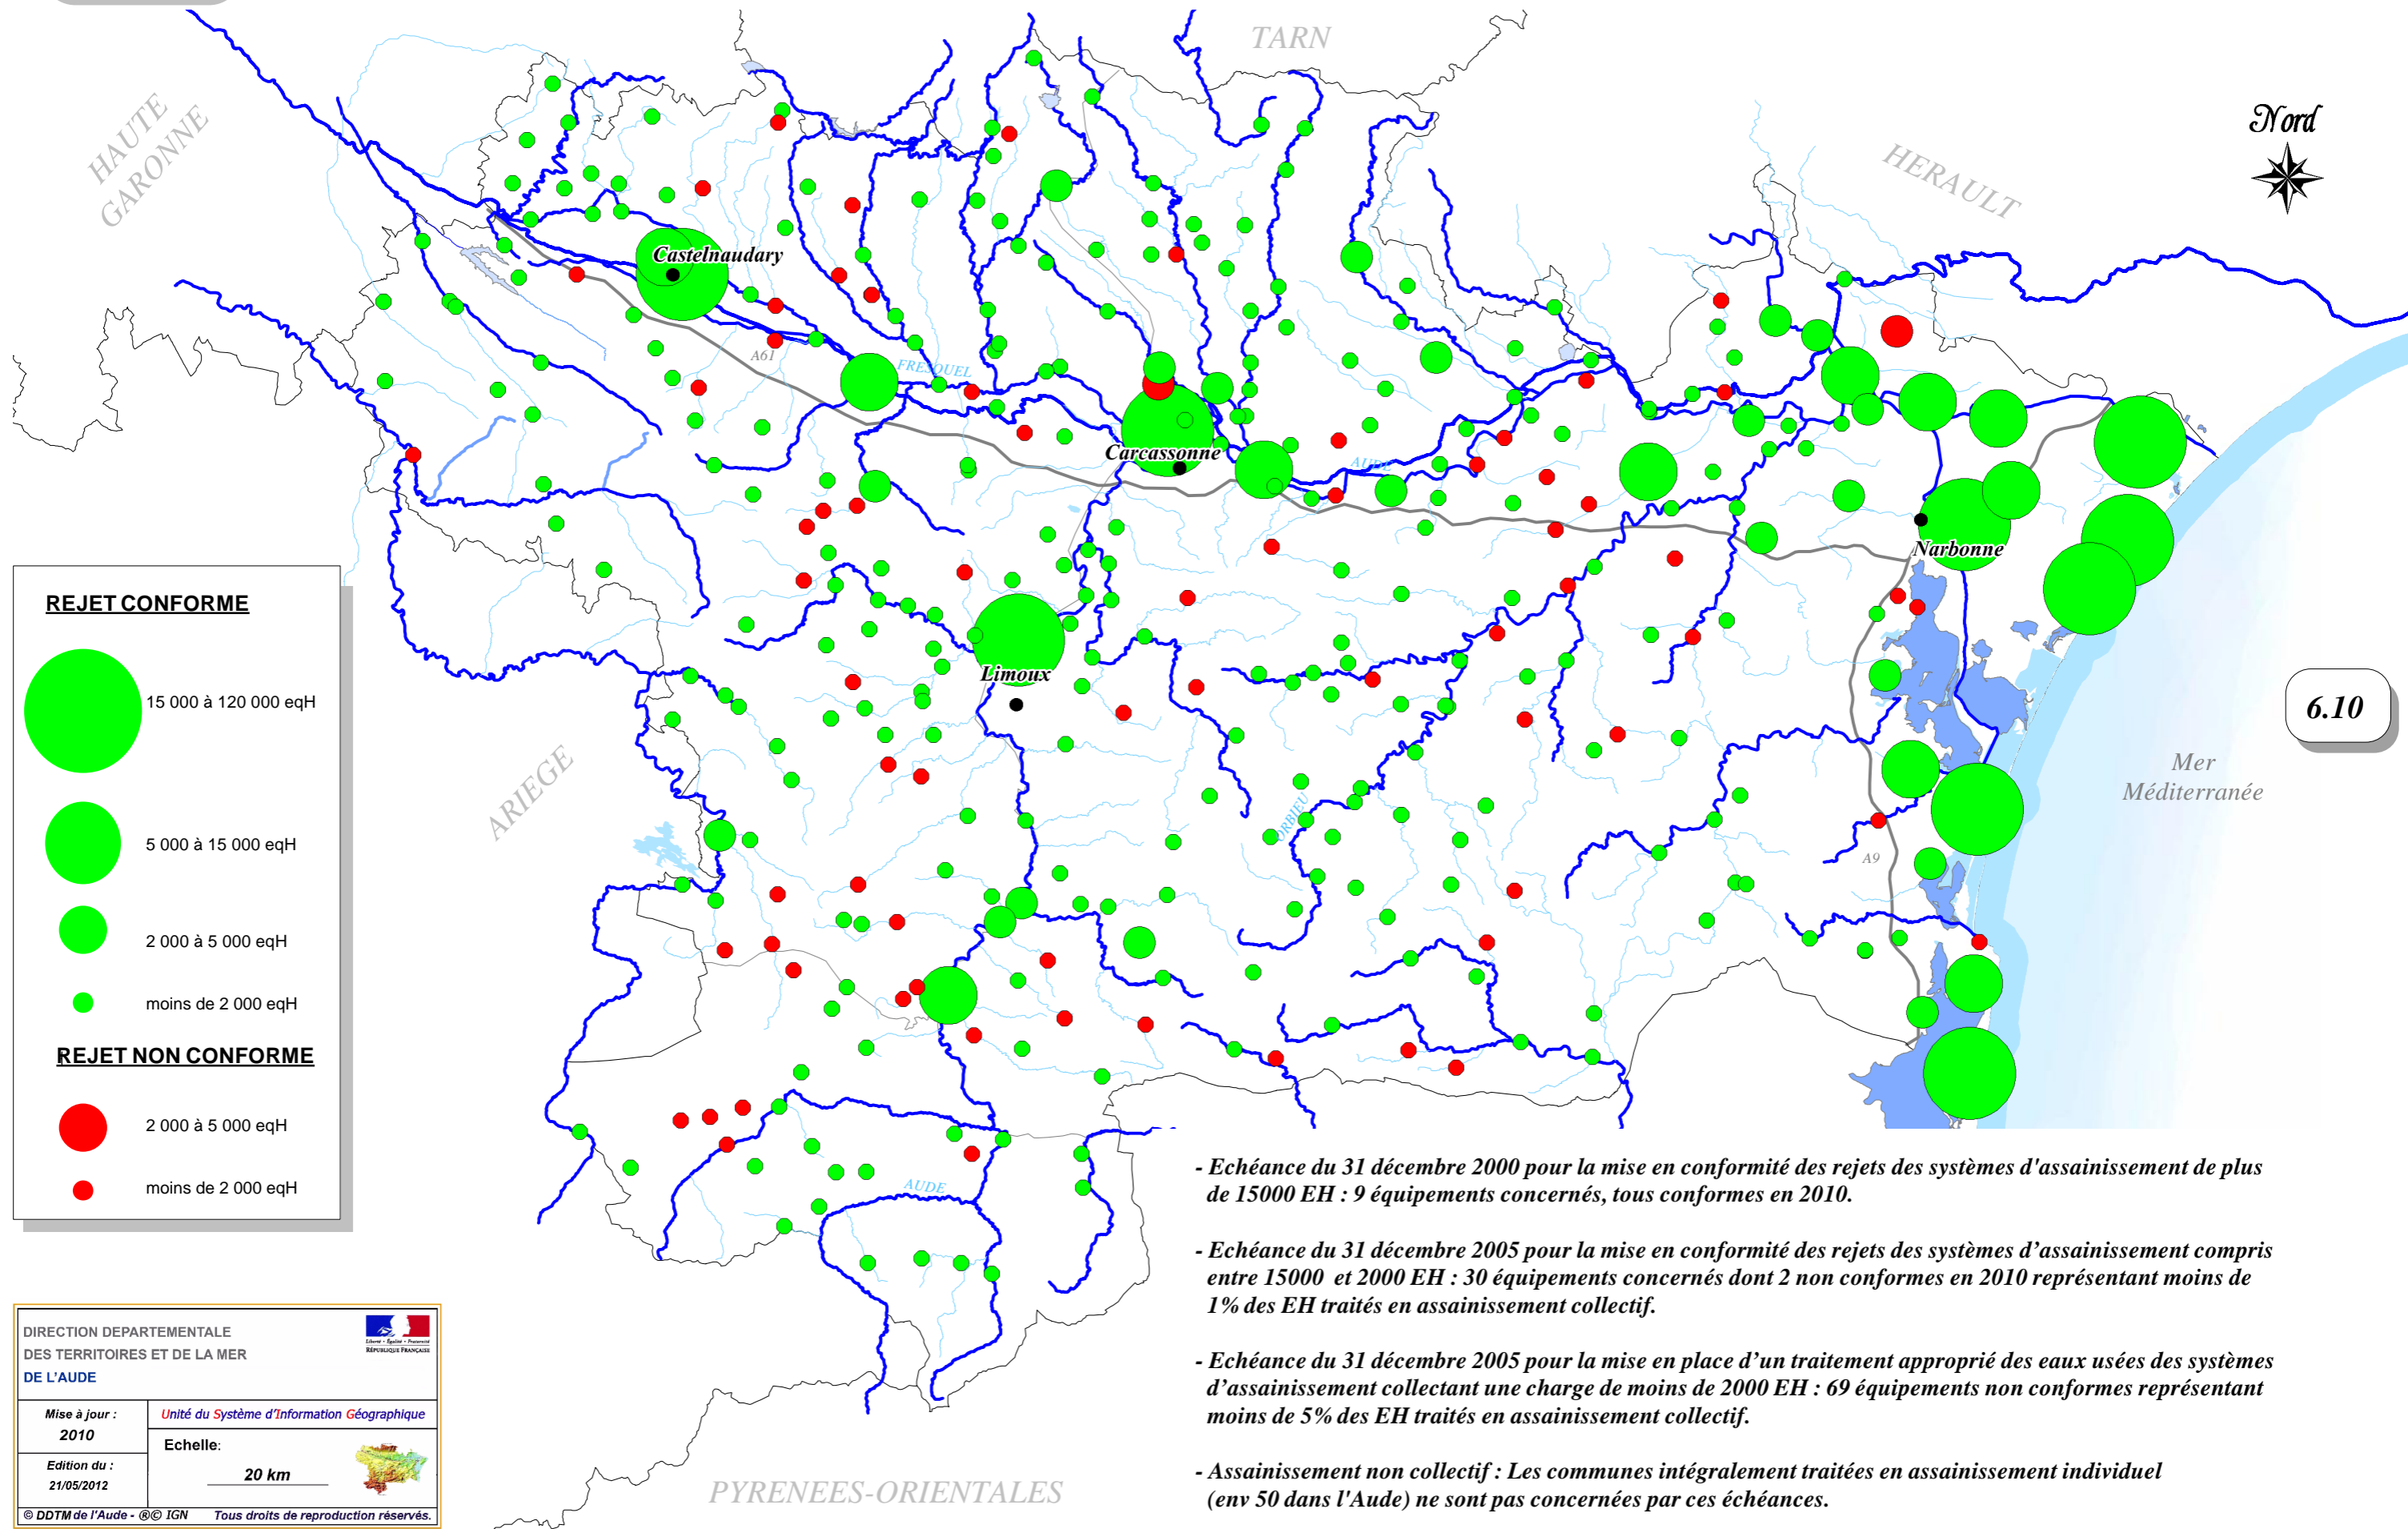 TARN
HAUTE
GARONNE
Nord
HERAULT
Castelnaudary
A61
FRESQUEL
Carcassonne
AUDE
Narbonne
REJET CONFORME
15 000 à 120 000 eqH
5 000 à 15 000 eqH
2 000 à 5 000 eqH
moins de 2 000 eqH
REJET NON CONFORME
2 000 à 5 000 eqH
moins de 2 000 eqH
Limoux
6.10
ARIEGE
Mer
Méditerranée
ORBIEU
A9
AUDE
- Echéance du 31 décembre 2000 pour la mise en conformité des rejets des systèmes d'assainissement de plus
de 15000 EH : 9 équipements concernés, tous conformes en 2010.
- Echéance du 31 décembre 2005 pour la mise en conformité des rejets des systèmes d’assainissement compris
entre 15000 et 2000 EH : 30 équipements concernés dont 2 non conformes en 2010 représentant moins de
1% des EH traités en assainissement collectif.
- Echéance du 31 décembre 2005 pour la mise en place d’un traitement approprié des eaux usées des systèmes
d’assainissement collectant une charge de moins de 2000 EH : 69 équipements non conformes représentant
moins de 5% des EH traités en assainissement collectif.
- Assainissement non collectif : Les communes intégralement traitées en assainissement individuel
(env 50 dans l'Aude) ne sont pas concernées par ces échéances.
PYRENEES-ORIENTALES
DIRECTION DEPARTEMENTALE
DES TERRITOIRES ET DE LA MER
DE L’AUDE
Liberté • Égalité • Fraternité
RÉPUBLIQUE FRANÇAISE
Mise à jour :
2010
Unité du Système d’Information Géographique
Echelle:
20 km
Edition du :
21/05/2012
© DDTM de l'Aude - ®© IGN Tous droits de reproduction réservés.